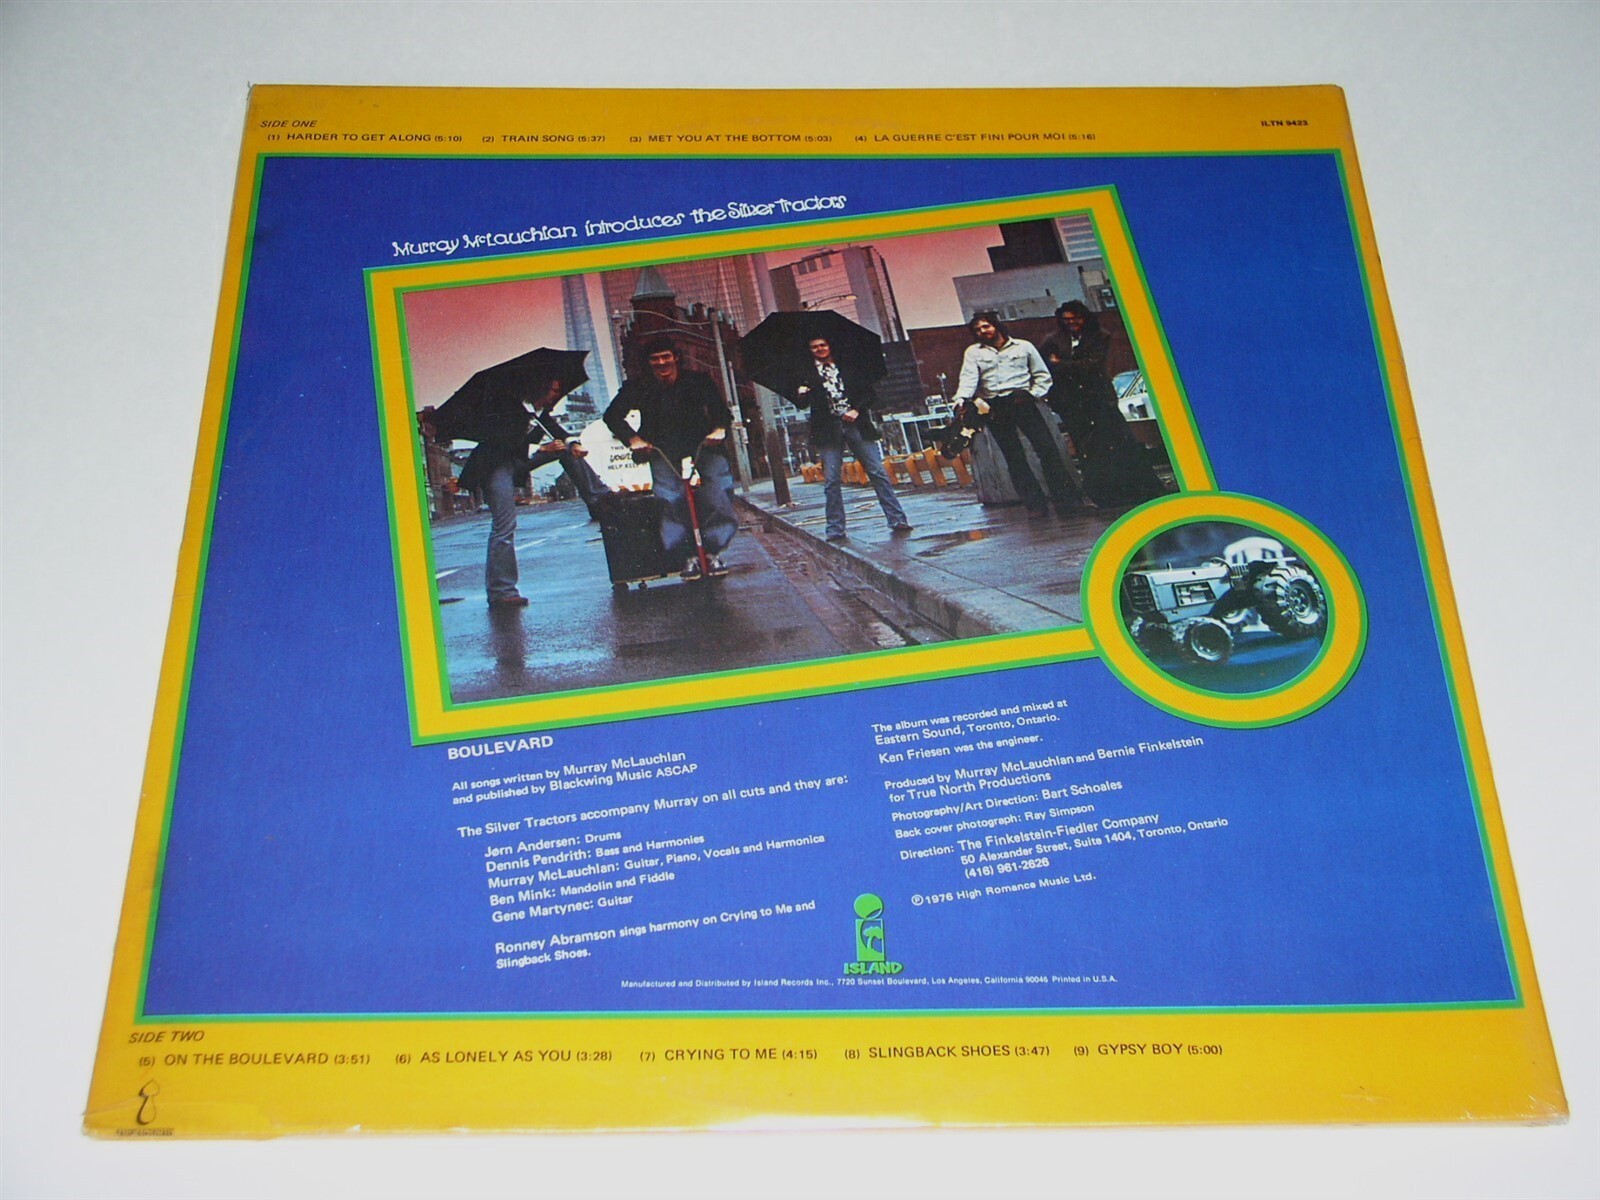 SIDE ONE
(1) HARDER TO GET ALONG (5:10) (2) TRAIN SONG (5:37) (3) MET YOU AT THE BOTTOM (5:03) (4) LA GUERRE C'EST FINI POUR MOI (5:16)
ILTN 9423
Murray McLauchlan introduces the Silver Tractors
BOULEVARD
All songs written by Murray McLauchlan
and published by Blackwing Music ASCAP
The Silver Tractors accompany Murray on all cuts and they are:
Jørn Andersen: Drums
Dennis Pendrith: Bass and Harmonies
Murray McLauchlan: Guitar, Piano, Vocals and Harmonica
Ben Mink: Mandolin and Fiddle
Gene Martynec: Guitar
Ronney Abramson sings harmony on Crying to Me and
Slingback Shoes.
The album was recorded and mixed at
Eastern Sound, Toronto, Ontario.
Ken Friesen was the engineer.
Produced by Murray McLauchlan and Bernie Finkelstein
for True North Productions
Photography/Art Direction: Bart Schoales
Back cover photograph: Ray Simpson
Direction: The Finkelstein-Fiedler Company
50 Alexander Street, Suite 1404, Toronto, Ontario
(416) 961-2626
℗ 1976 High Romance Music Ltd.
ISLAND
Manufactured and Distributed by Island Records Inc., 7720 Sunset Boulevard, Los Angeles, California 90046 Printed in U.S.A.
SIDE TWO
(5) ON THE BOULEVARD (3:51) (6) AS LONELY AS YOU (3:28) (7) CRYING TO ME (4:15) (8) SLINGBACK SHOES (3:47) (9) GYPSY BOY (5:00)